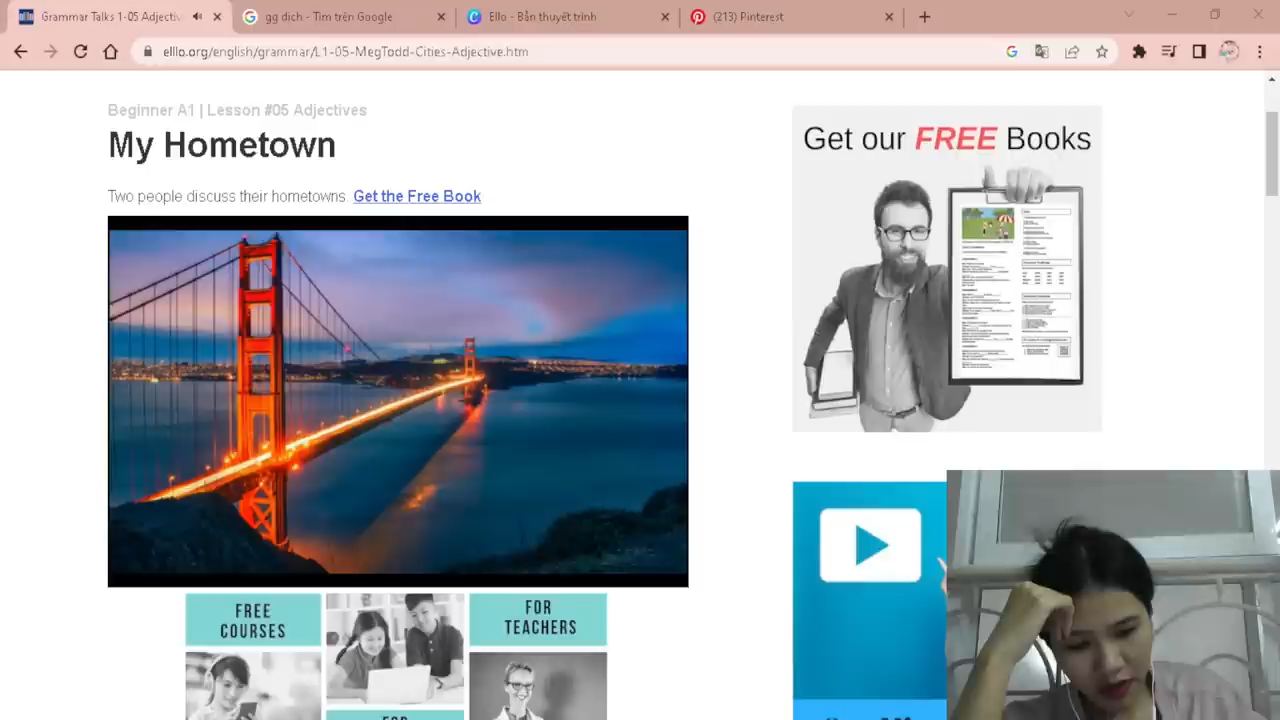 Grammar Talks 1-05 Adjectiv
gg dich - Tìm trên Google
Ello - Bản thuyết trình
(213) Pinterest
elllo.org/english/grammar/L1-05-MegTodd-Cities-Adjective.htm
Beginner A1 | Lesson #05 Adjectives
My Hometown
Two people discuss their hometowns. Get the Free Book
Get our FREE Books
FREE
COURSES
FOR
TEACHERS
FOR